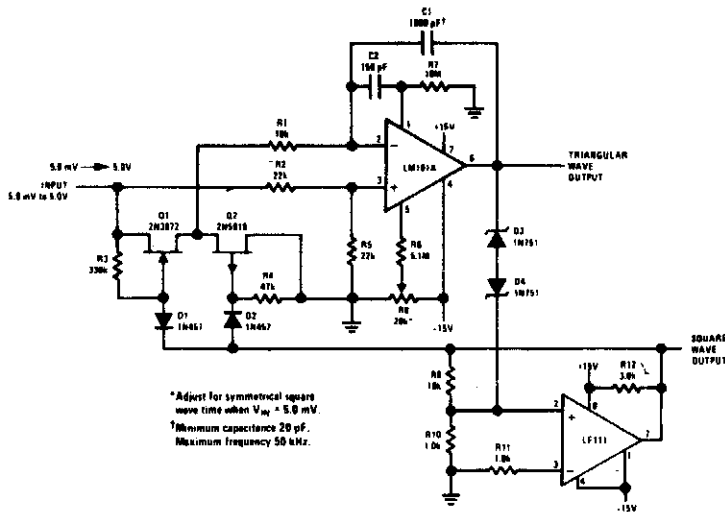 C1
1000 pF†
C2
150 pF
R7
10M
R1
10k
+15V
2
7
6
LM101A
3
4
5
TRIANGULAR
WAVE
OUTPUT
5.0 mV 5.0V
INPUT
5.0 mV to 5.0V
R2
22k
Q1
2N3972
Q2
R3
330k
R4
47k
R5
22k
R6
5.1M
R8
20k*
-15V
D3
1N751
D4
1N751
D1
1N457
D2
1N457
SQUARE
WAVE
OUTPUT
+15V
R12
3.0k
R9
10k
2
8
7
LF111
R10
1.0k
R11
1.0k
3
4
1
-15V
*Adjust for symmetrical square
wave time when VIN = 5.0 mV.
†Minimum capacitance 20 pF.
Maximum frequency 50 kHz.